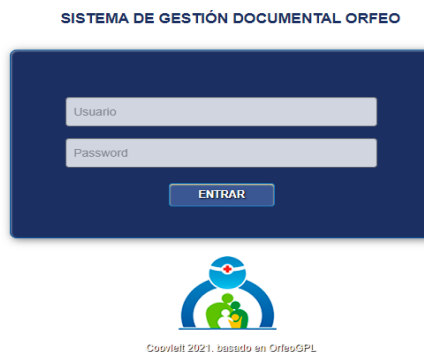 SISTEMA DE GESTIÓN DOCUMENTAL ORFEO
Usuario
Password
ENTRAR
Copyleft 2021. basado en OrfeoGPL